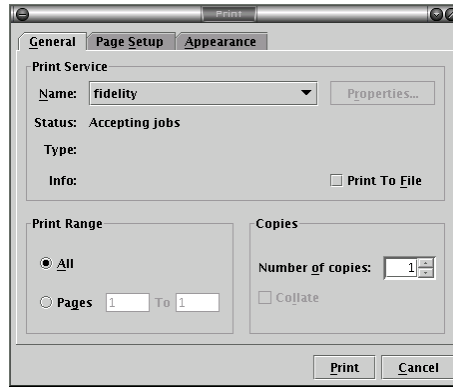 Print
General Page Setup Appearance
Print Service
Name: fidelity Properties...
Status: Accepting jobs
Type:
Info: Print To File
Print Range
All
Pages 1 To 1
Copies
Number of copies: 1
Collate
Print Cancel